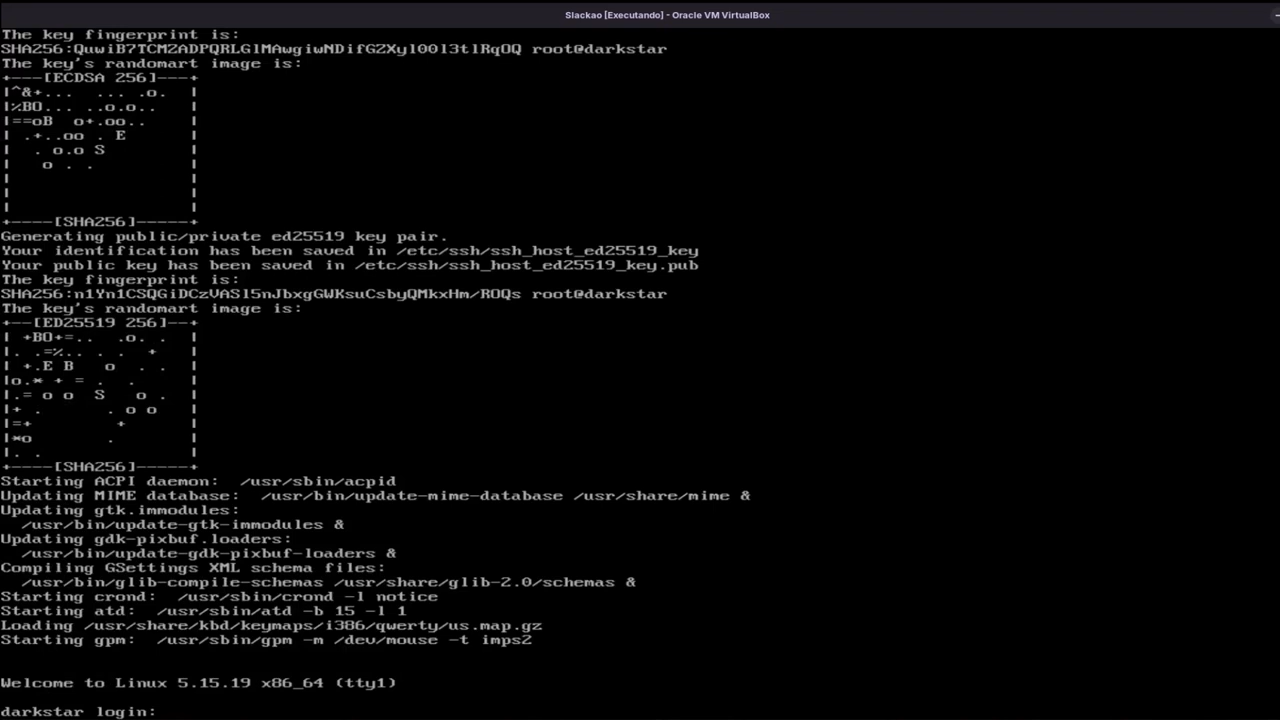 Slackao [Executando] - Oracle VM VirtualBox
The key fingerprint is:
SHA256:QuwiB7TCM2ADPQRLGlMAwgiwNDifGZXyl00l3tlRqOQ root@darkstar
The key's randomart image is:
+---[ECDSA 256]---+
|^&+...  ... .o.  |
|%BO... ..o.o..   |
|==oB  o+.oo..    |
| .+..oo . E      |
|  . o.o S        |
|   o . .         |
|                 |
|                 |
|                 |
+----[SHA256]-----+
Generating public/private ed25519 key pair.
Your identification has been saved in /etc/ssh/ssh_host_ed25519_key
Your public key has been saved in /etc/ssh/ssh_host_ed25519_key.pub
The key fingerprint is:
SHA256:n1Yn1CSQGiDCzVASl5nJbxgGWKsuCsbyQMkxHm/ROQs root@darkstar
The key's randomart image is:
+--[ED25519 256]--+
| +BO+=..  .o. .  |
|. .=%.. . .  +   |
| +.E B   o  . .  |
|o.* + = .  .     |
|.= o o  S   o .  |
|+ .      . o o   |
|=+        +      |
|*o       .       |
|. .              |
+----[SHA256]-----+
Starting ACPI daemon:  /usr/sbin/acpid
Updating MIME database:  /usr/bin/update-mime-database /usr/share/mime &
Updating gtk.immodules:
  /usr/bin/update-gtk-immodules &
Updating gdk-pixbuf.loaders:
  /usr/bin/update-gdk-pixbuf-loaders &
Compiling GSettings XML schema files:
  /usr/bin/glib-compile-schemas /usr/share/glib-2.0/schemas &
Starting crond:  /usr/sbin/crond -l notice
Starting atd:  /usr/sbin/atd -b 15 -l 1
Loading /usr/share/kbd/keymaps/i386/qwerty/us.map.gz
Starting gpm:  /usr/sbin/gpm -m /dev/mouse -t imps2
Welcome to Linux 5.15.19 x86_64 (tty1)
darkstar login: